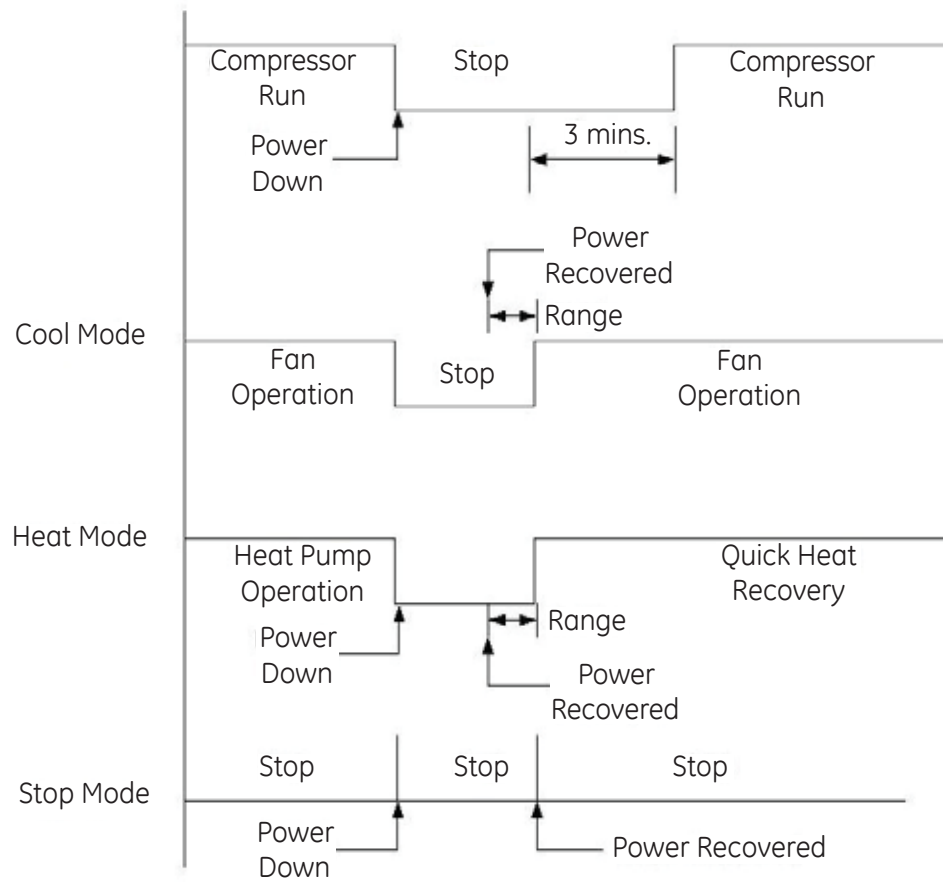 Compressor
Run
Stop
Compressor
Run
3 mins.
Power
Down
Power
Recovered
Range
Cool Mode
Fan
Operation
Stop
Fan
Operation
Heat Mode
Heat Pump
Operation
Quick Heat
Recovery
Range
Power
Down
Power
Recovered
Stop
Stop
Stop
Stop Mode
Power
Down
Power Recovered